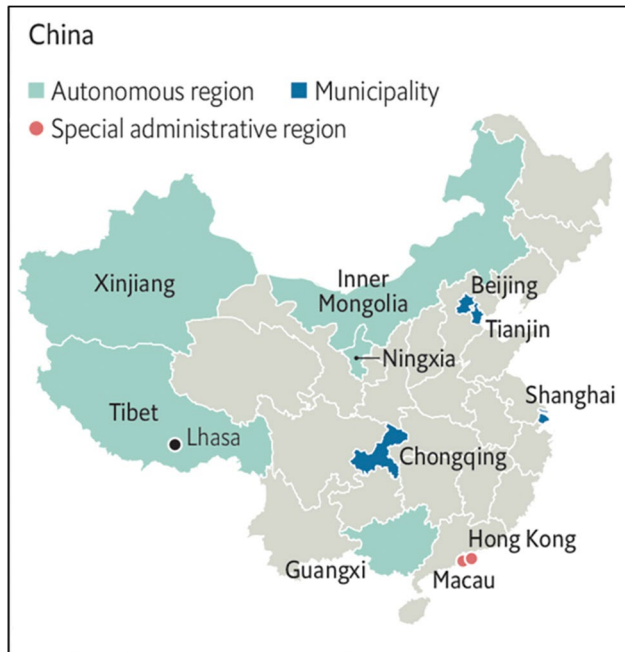 China
Autonomous region
Municipality
Special administrative region
Xinjiang
Inner
Mongolia
Beijing
Tianjin
Ningxia
Tibet
Lhasa
Shanghai
Chongqing
Hong Kong
Guangxi
Macau